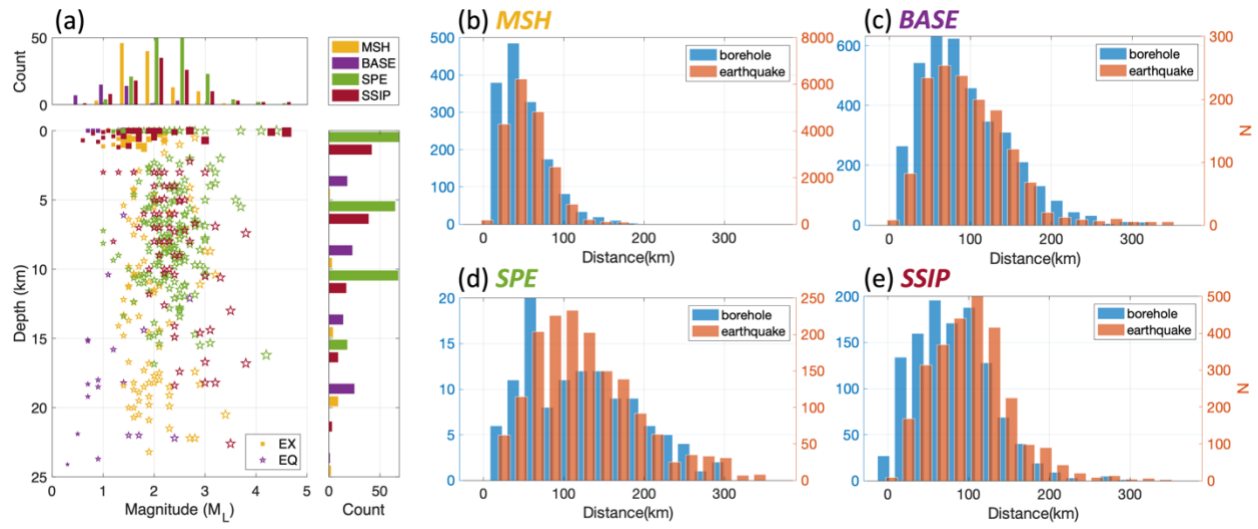 (a)
50
0
Count
MSH
BASE
SPE
SSIP
0
5
10
15
20
25
Depth (km)
EX
EQ
0 1 2 3 4 5
Magnitude (M_L)
0 50
Count
(b) MSH
500
400
300
200
100
0
borehole
earthquake
8000
6000
4000
2000
0
0 100 200 300
Distance(km)
(c) BASE
600
400
200
0
borehole
earthquake
300
200
100
0
N
0 100 200 300
Distance(km)
(d) SPE
20
15
10
5
0
borehole
earthquake
250
200
150
100
50
0
0 100 200 300
Distance(km)
(e) SSIP
200
150
100
50
0
borehole
earthquake
500
400
300
200
100
0
N
0 100 200 300
Distance(km)